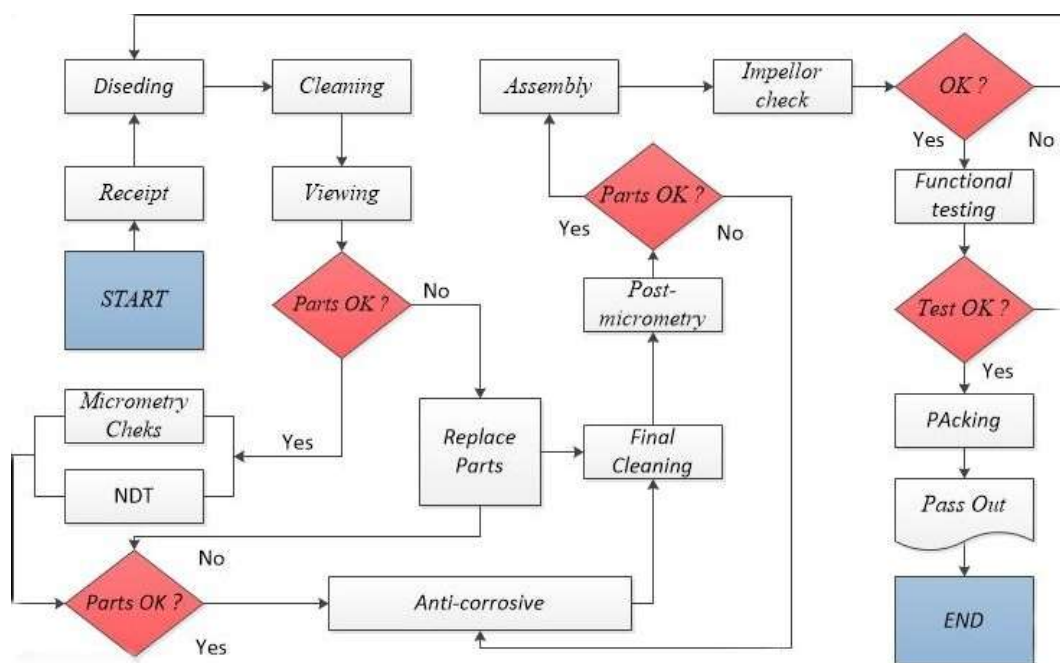 Diseding
Cleaning
Assembly
Impellor
check
OK ?
Yes
No
Receipt
Viewing
Parts OK ?
Yes
No
Functional
testing
START
Parts OK ?
No
Post-
micrometry
Test OK ?
Yes
Micrometry
Cheks
Yes
Replace
Parts
Final
Cleaning
PAcking
NDT
Pass Out
No
Parts OK ?
Yes
Anti-corrosive
END